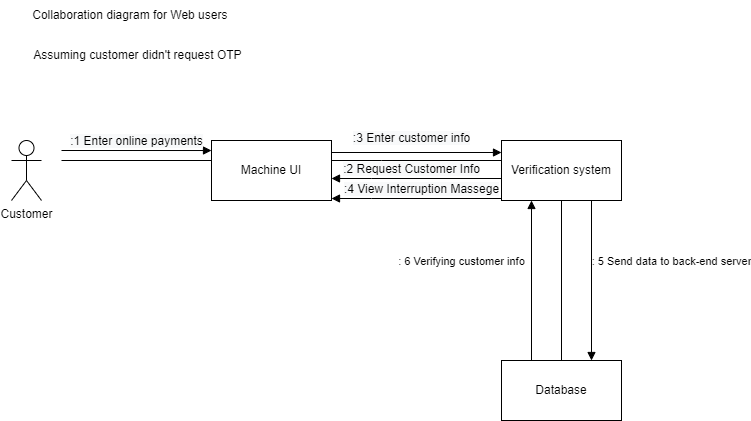 Collaboration diagram for Web users
Assuming customer didn't request OTP
:1 Enter online payments
:3 Enter customer info
Machine UI
:2 Request Customer Info
Verification system
:4 View Interruption Massege
Customer
: 6 Verifying customer info
: 5 Send data to back-end server
Database